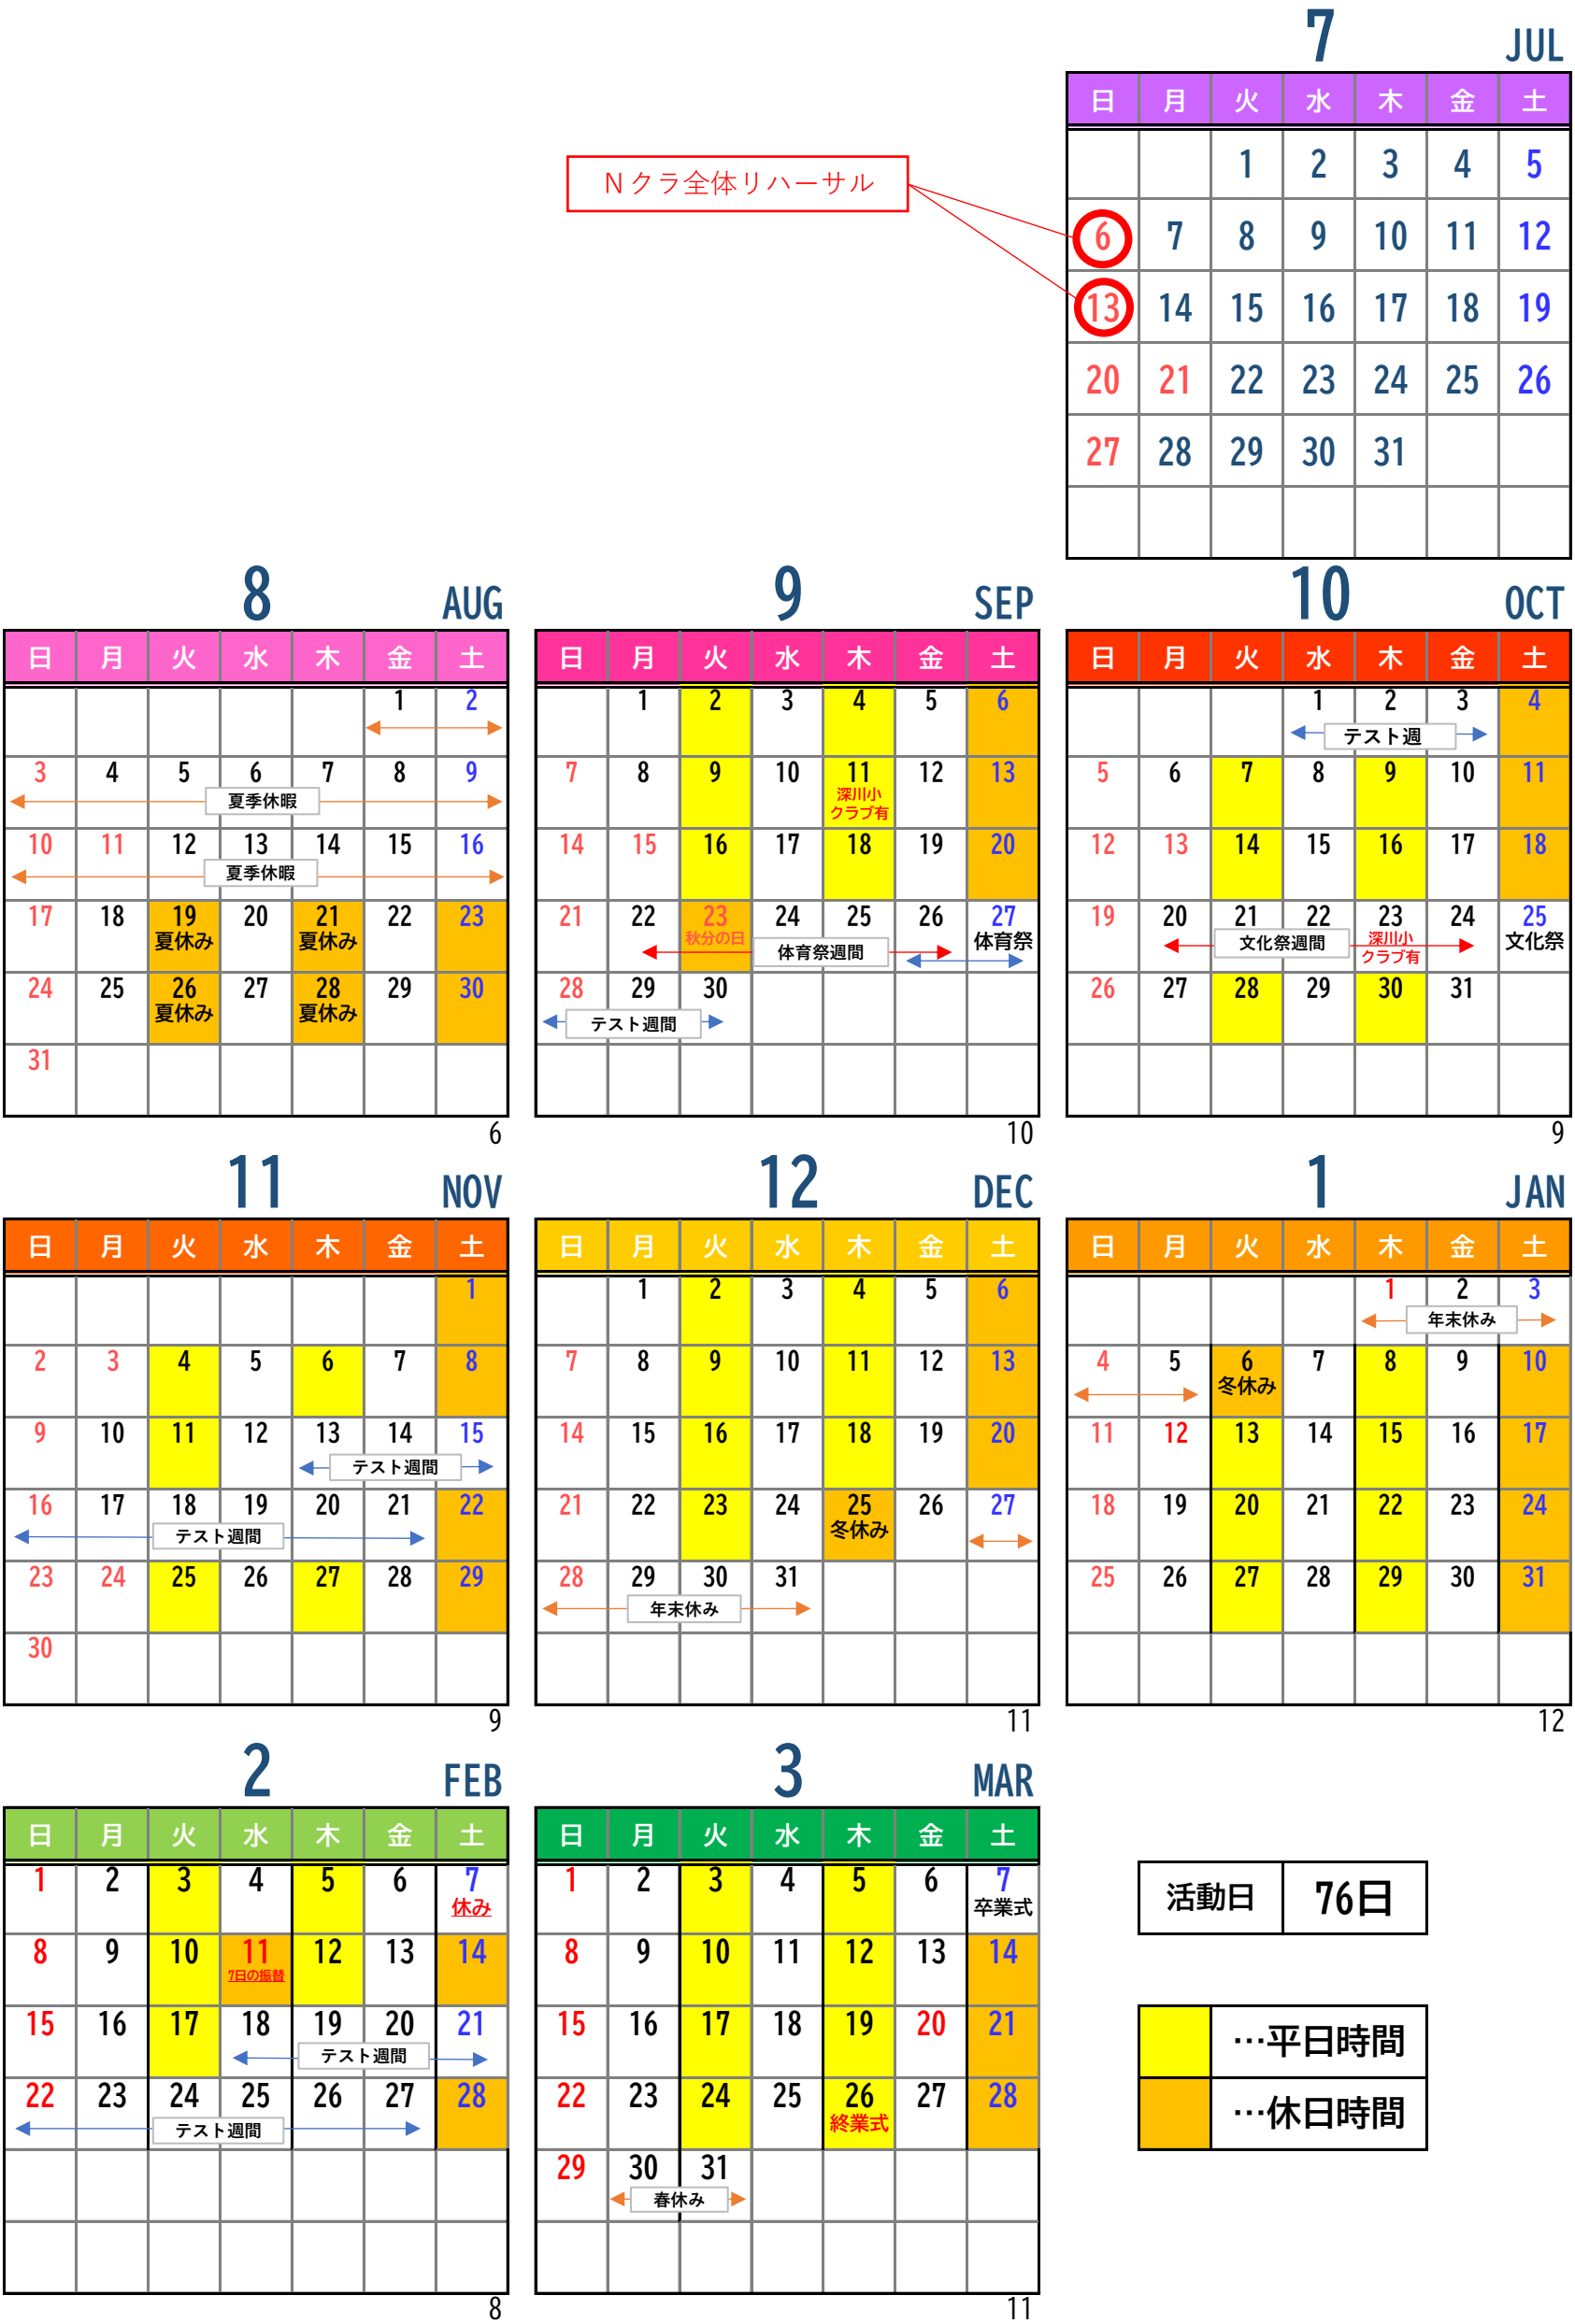 7 JUL
日 月 火 水 木 金 土
1 2 3 4 5
Nクラ全体リハーサル
6 7 8 9 10 11 12
13 14 15 16 17 18 19
20 21 22 23 24 25 26
27 28 29 30 31
8 AUG
日 月 火 水 木 金 土
1 2
3 4 5 6 7 8 9
夏季休暇
10 11 12 13 14 15 16
夏季休暇
17 18 19 20 21 22 23
夏休み 夏休み
24 25 26 27 28 29 30
夏休み 夏休み
31
6
9 SEP
日 月 火 水 木 金 土
1 2 3 4 5 6
7 8 9 10 11 12 13
深川小
クラブ有
14 15 16 17 18 19 20
21 22 23 24 25 26 27
秋分の日 体育祭
体育祭週間
28 29 30
テスト週間
10
10 OCT
日 月 火 水 木 金 土
1 2 3 4
テスト週
5 6 7 8 9 10 11
12 13 14 15 16 17 18
19 20 21 22 23 24 25
文化祭週間 深川小 文化祭
クラブ有
26 27 28 29 30 31
9
11 NOV
日 月 火 水 木 金 土
1
2 3 4 5 6 7 8
9 10 11 12 13 14 15
テスト週間
16 17 18 19 20 21 22
テスト週間
23 24 25 26 27 28 29
30
9
12 DEC
日 月 火 水 木 金 土
1 2 3 4 5 6
7 8 9 10 11 12 13
14 15 16 17 18 19 20
21 22 23 24 25 26 27
冬休み
28 29 30 31
年末休み
11
1 JAN
日 月 火 水 木 金 土
1 2 3
年末休み
4 5 6 7 8 9 10
冬休み
11 12 13 14 15 16 17
18 19 20 21 22 23 24
25 26 27 28 29 30 31
12
2 FEB
日 月 火 水 木 金 土
1 2 3 4 5 6 7
休み
8 9 10 11 12 13 14
7日の振替
15 16 17 18 19 20 21
テスト週間
22 23 24 25 26 27 28
テスト週間
8
3 MAR
日 月 火 水 木 金 土
1 2 3 4 5 6 7
卒業式
8 9 10 11 12 13 14
15 16 17 18 19 20 21
22 23 24 25 26 27 28
終業式
29 30 31
春休み
11
活動日 76日
…平日時間
…休日時間